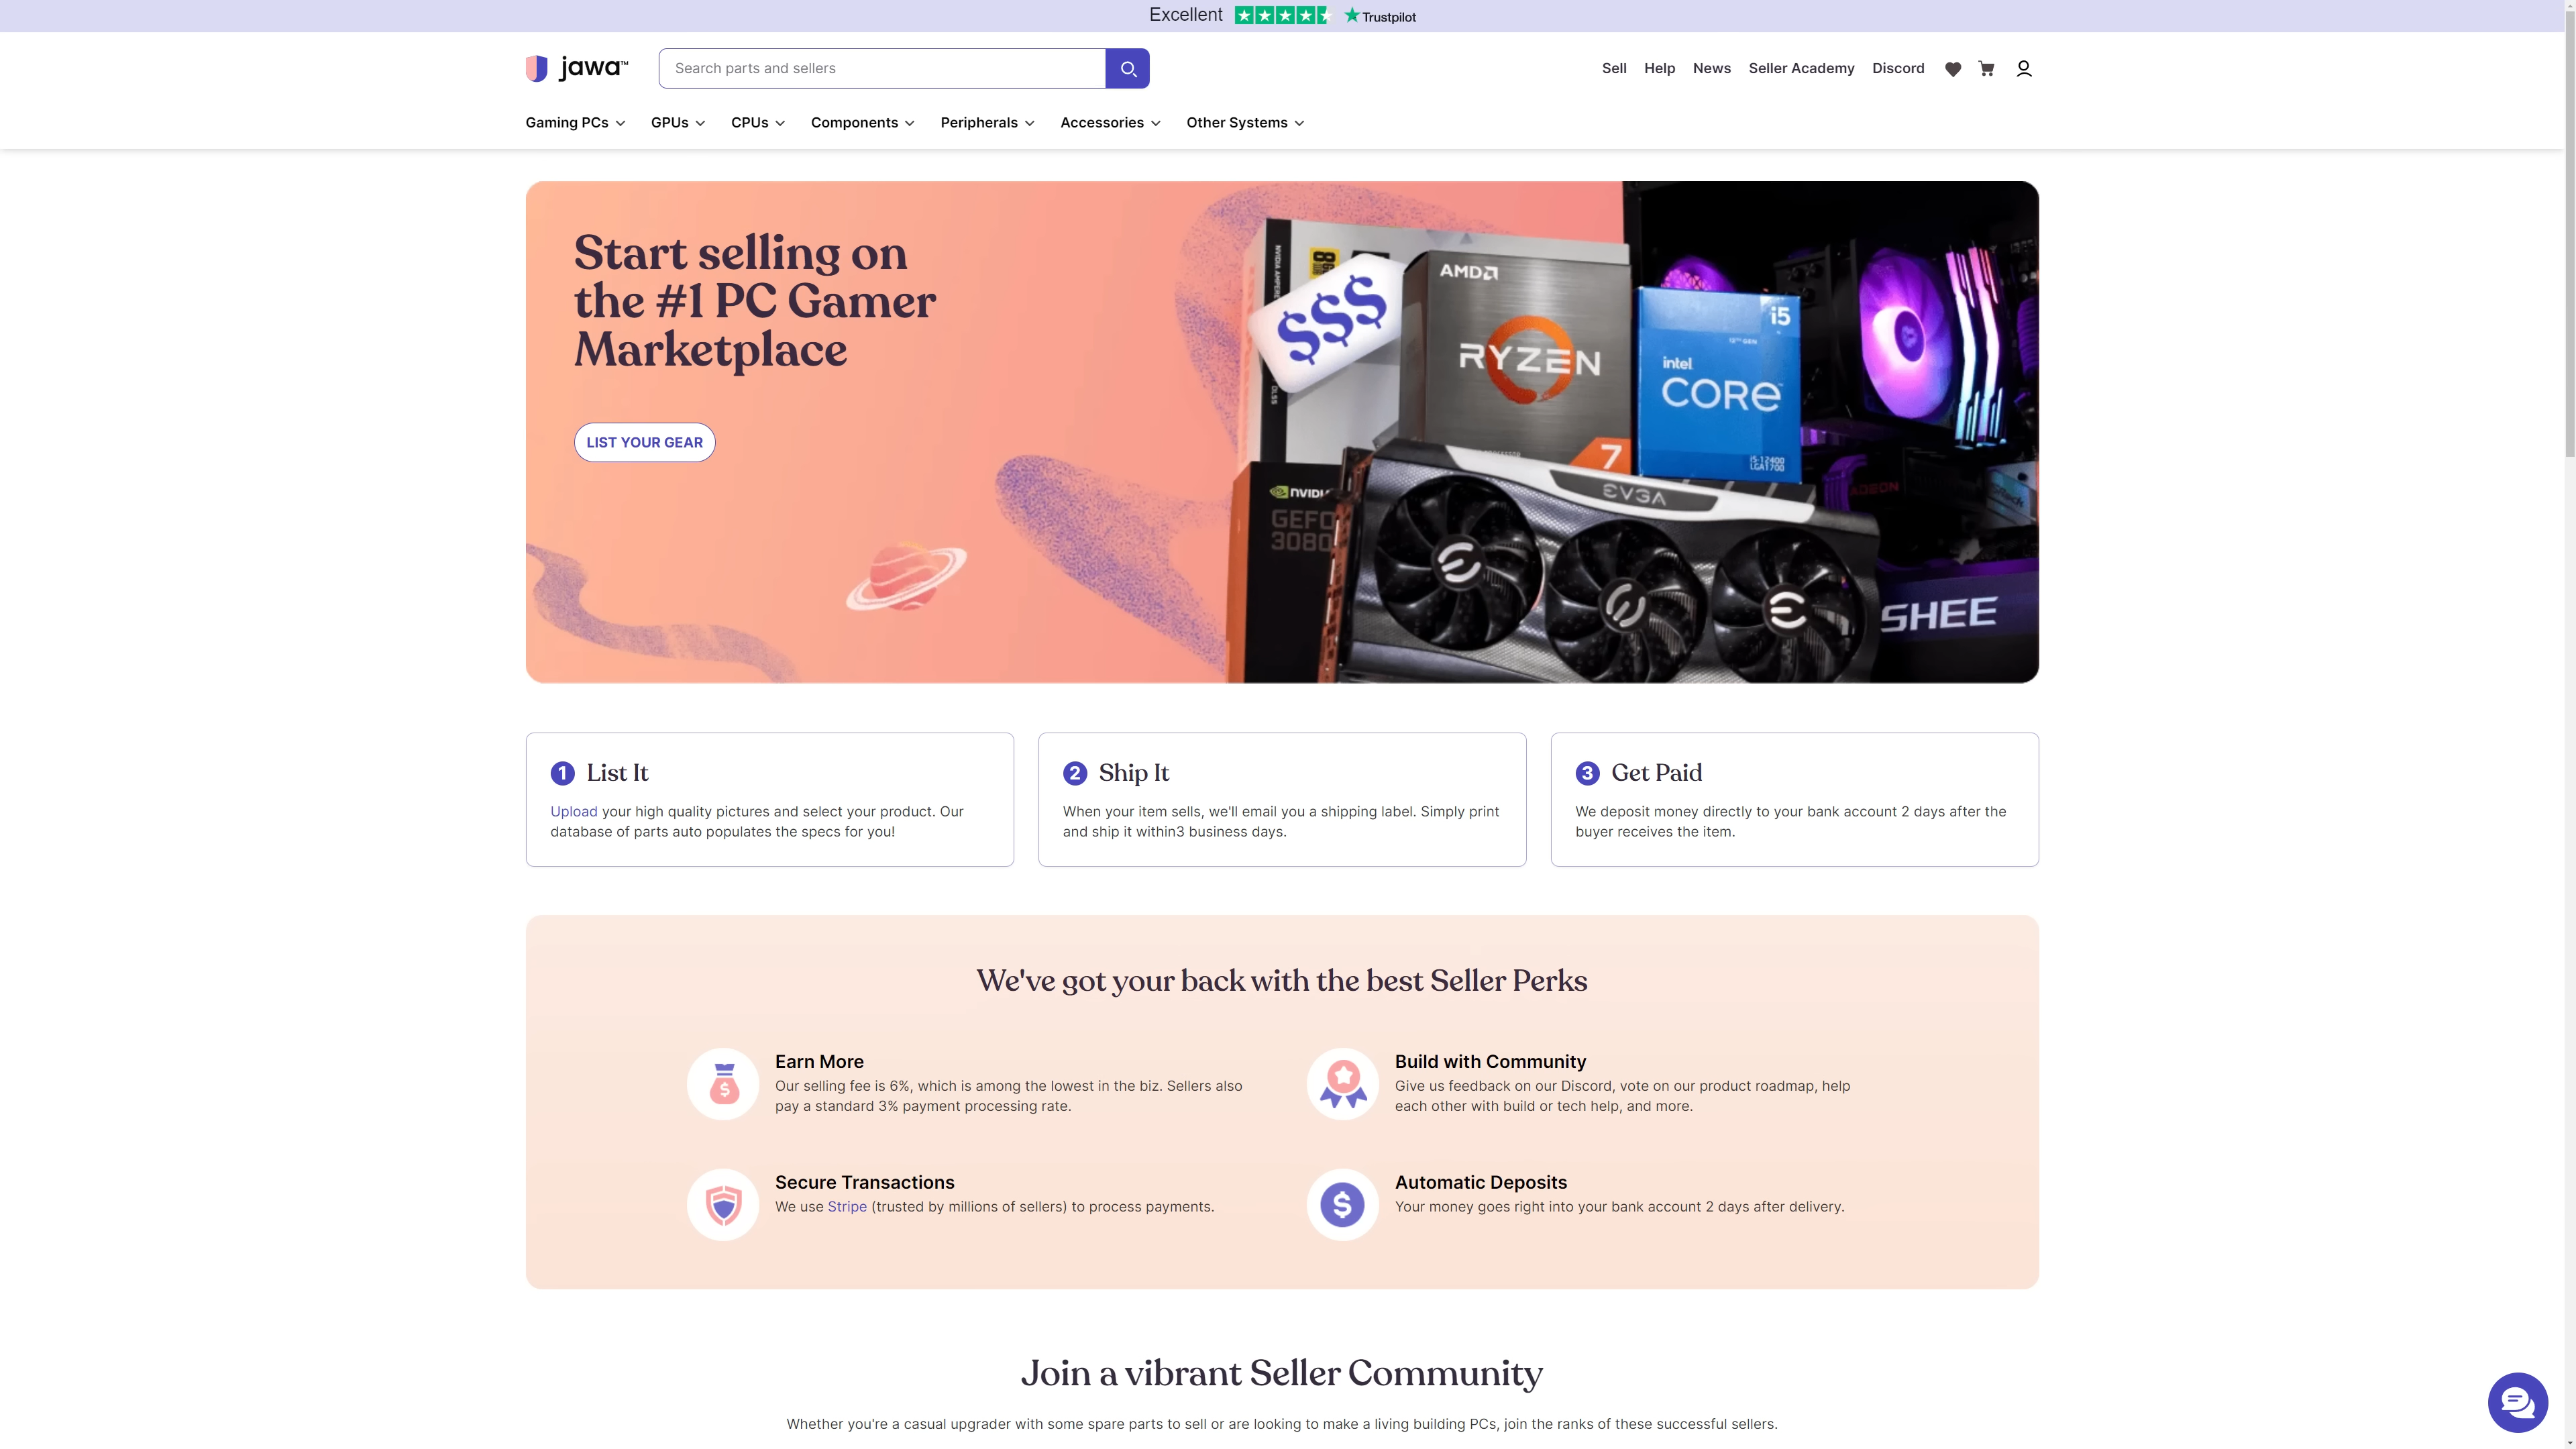 Excellent Trustpilot
jawa™
Search parts and sellers
Sell Help News Seller Academy Discord
Gaming PCs GPUs CPUs Components Peripherals Accessories Other Systems
Start selling on
the #1 PC Gamer
Marketplace
LIST YOUR GEAR
$$$
AMD
RYZEN
7
i5
12TH GEN
intel
CORE
i5-12400
LGA1700
EVGA
NVIDI
GEFO
3080
RADEON
SHEE
1 List It
Upload your high quality pictures and select your product. Our
database of parts auto populates the specs for you!
2 Ship It
When your item sells, we'll email you a shipping label. Simply print
and ship it within3 business days.
3 Get Paid
We deposit money directly to your bank account 2 days after the
buyer receives the item.
We've got your back with the best Seller Perks
Earn More
Our selling fee is 6%, which is among the lowest in the biz. Sellers also
pay a standard 3% payment processing rate.
Build with Community
Give us feedback on our Discord, vote on our product roadmap, help
each other with build or tech help, and more.
Secure Transactions
We use Stripe (trusted by millions of sellers) to process payments.
Automatic Deposits
Your money goes right into your bank account 2 days after delivery.
Join a vibrant Seller Community
Whether you're a casual upgrader with some spare parts to sell or are looking to make a living building PCs, join the ranks of these successful sellers.